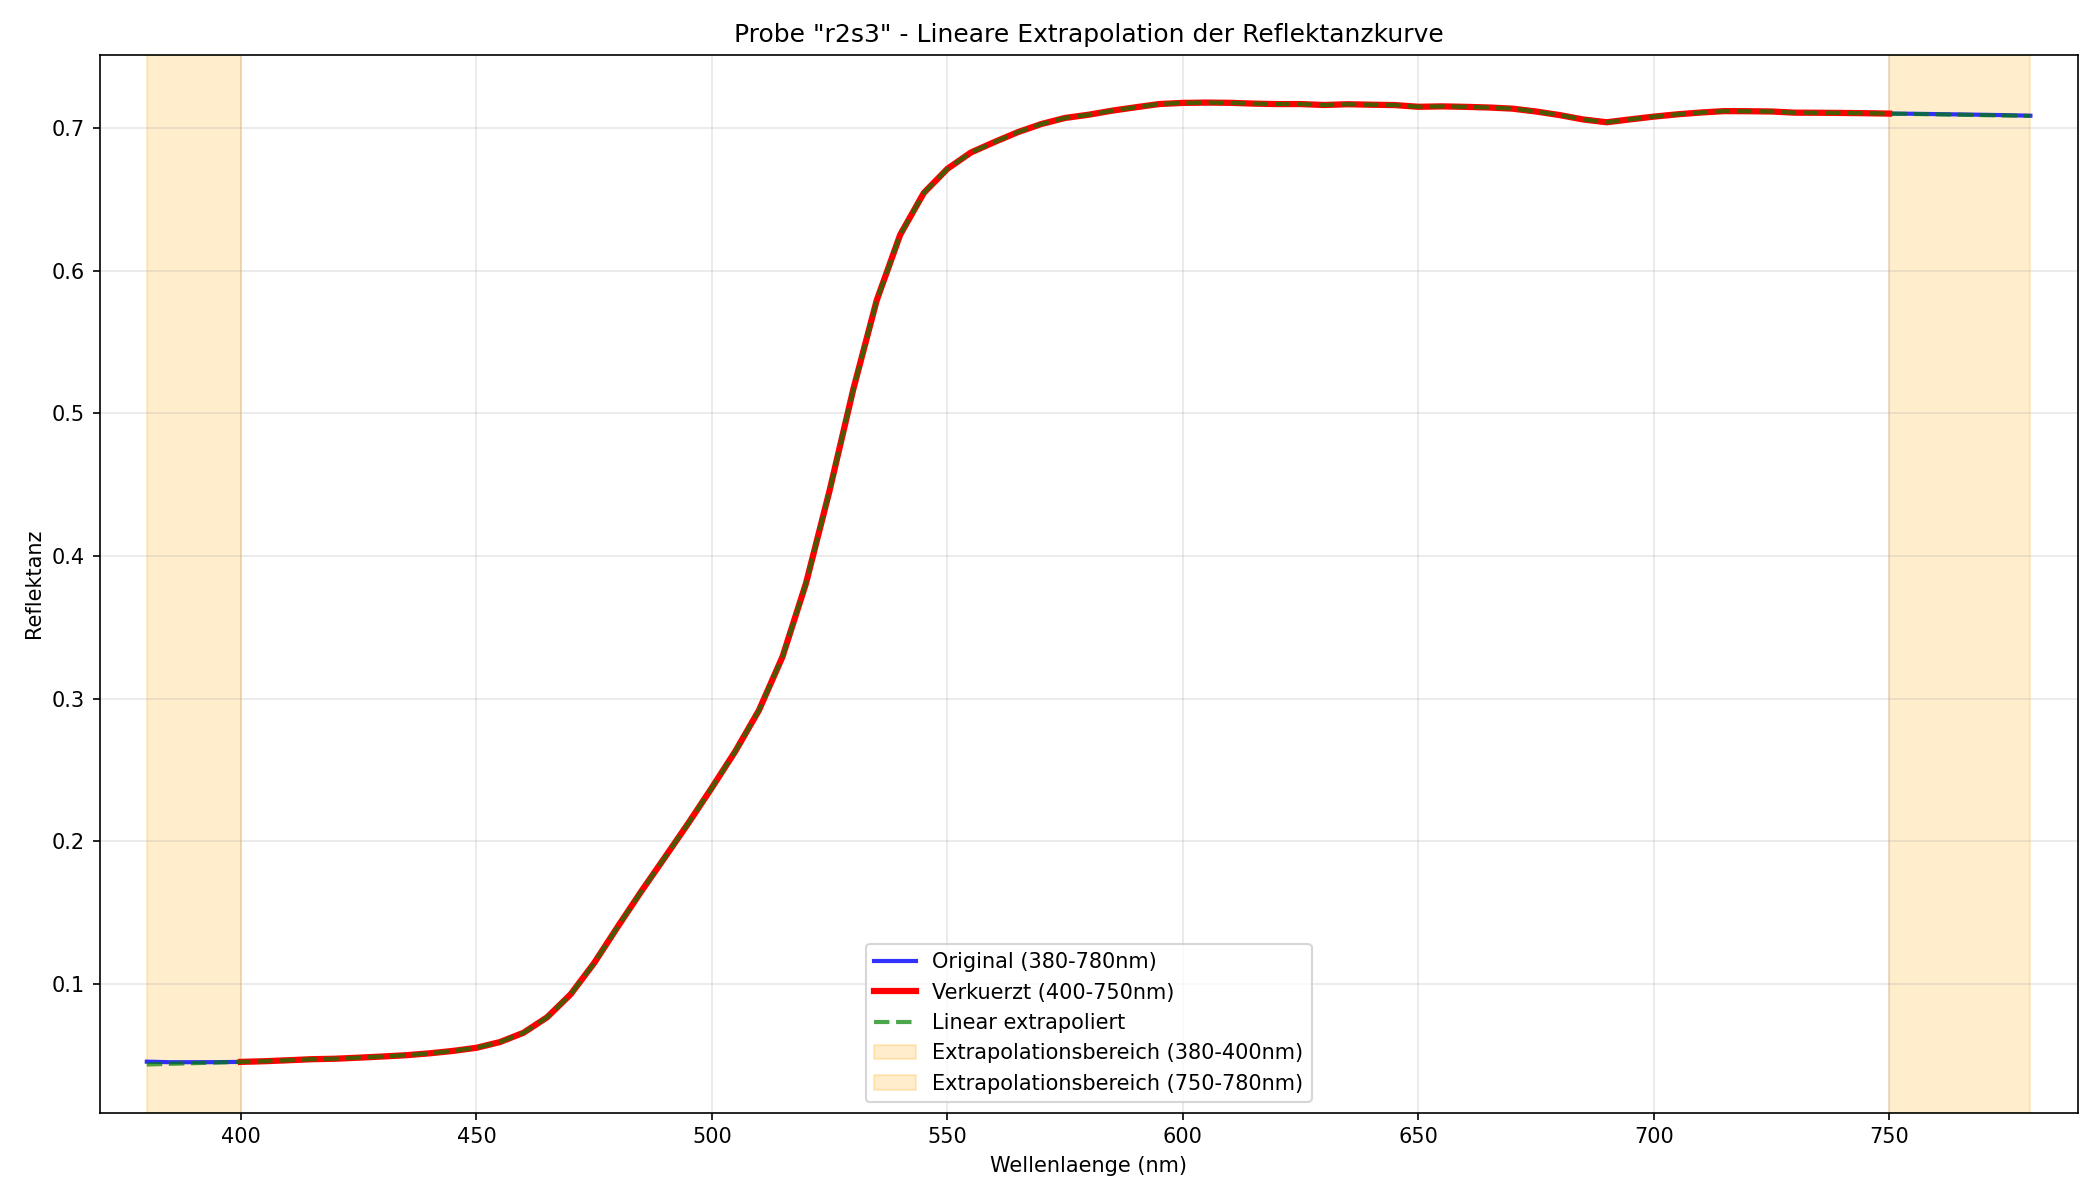 Probe "r2s3" - Lineare Extrapolation der Reflektanzkurve
Reflektanz
0.7
0.6
0.5
0.4
0.3
0.2
0.1
Original (380-780nm)
Verkuerzt (400-750nm)
Linear extrapoliert
Extrapolationsbereich (380-400nm)
Extrapolationsbereich (750-780nm)
400 450 500 550 600 650 700 750
Wellenlaenge (nm)